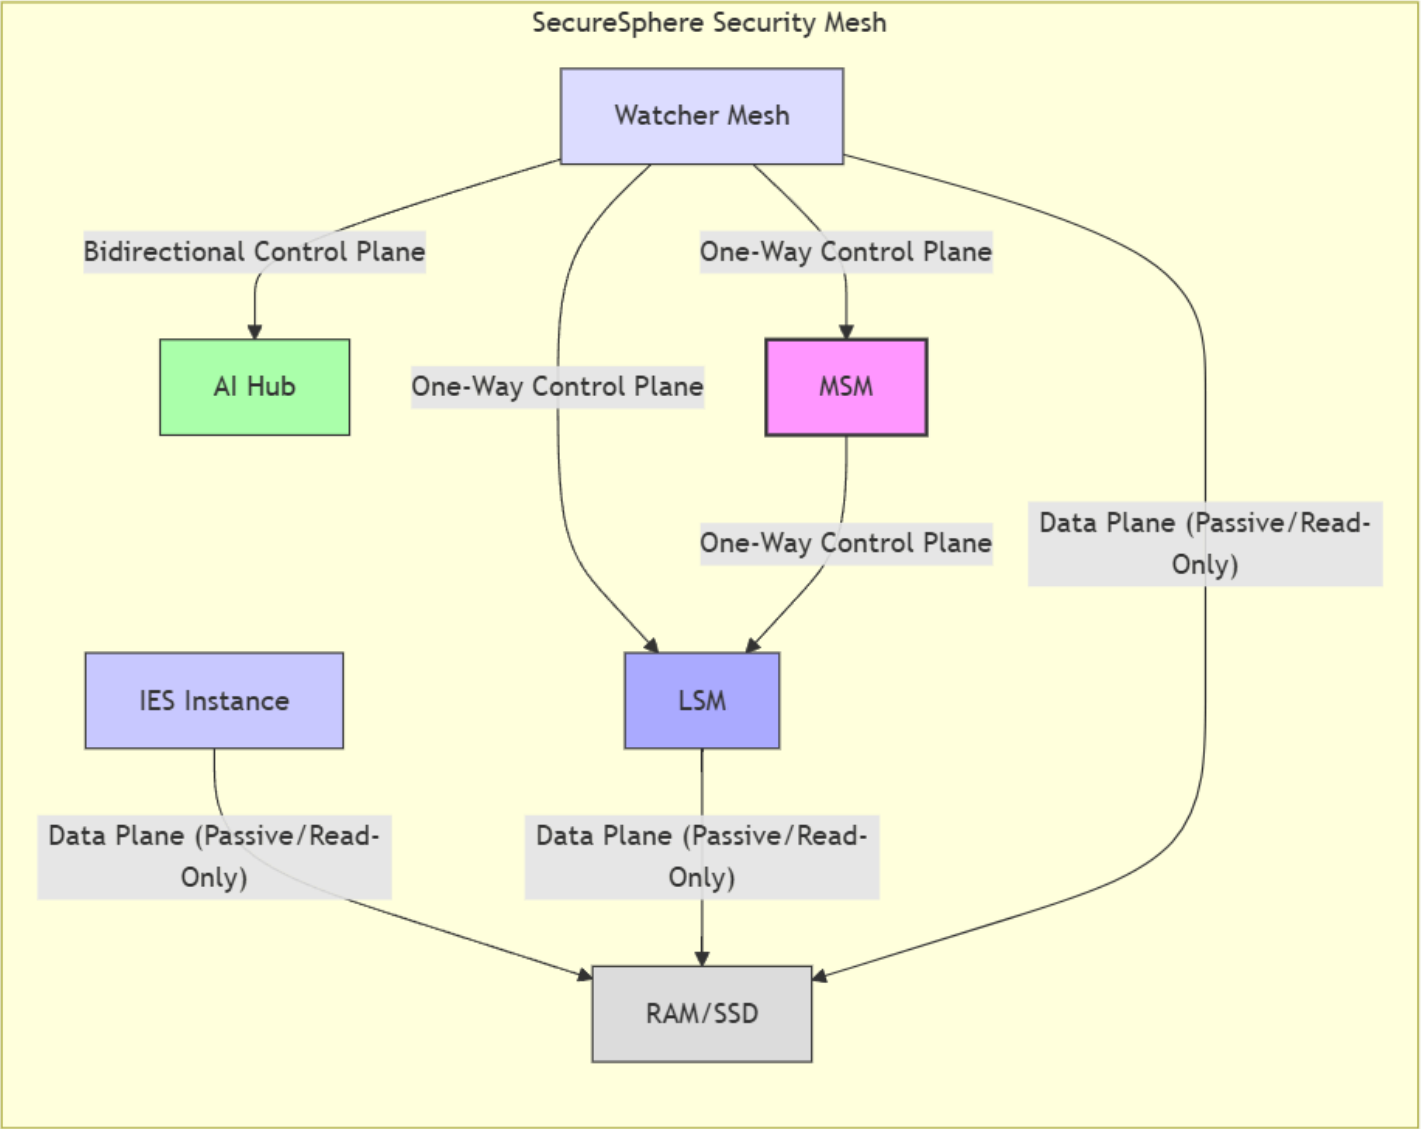 SecureSphere Security Mesh
Watcher Mesh
Bidirectional Control Plane
One-Way Control Plane
AI Hub
One-Way Control Plane
MSM
Data Plane (Passive/Read-
Only)
One-Way Control Plane
IES Instance
LSM
Data Plane (Passive/Read-
Only)
Data Plane (Passive/Read-
Only)
RAM/SSD